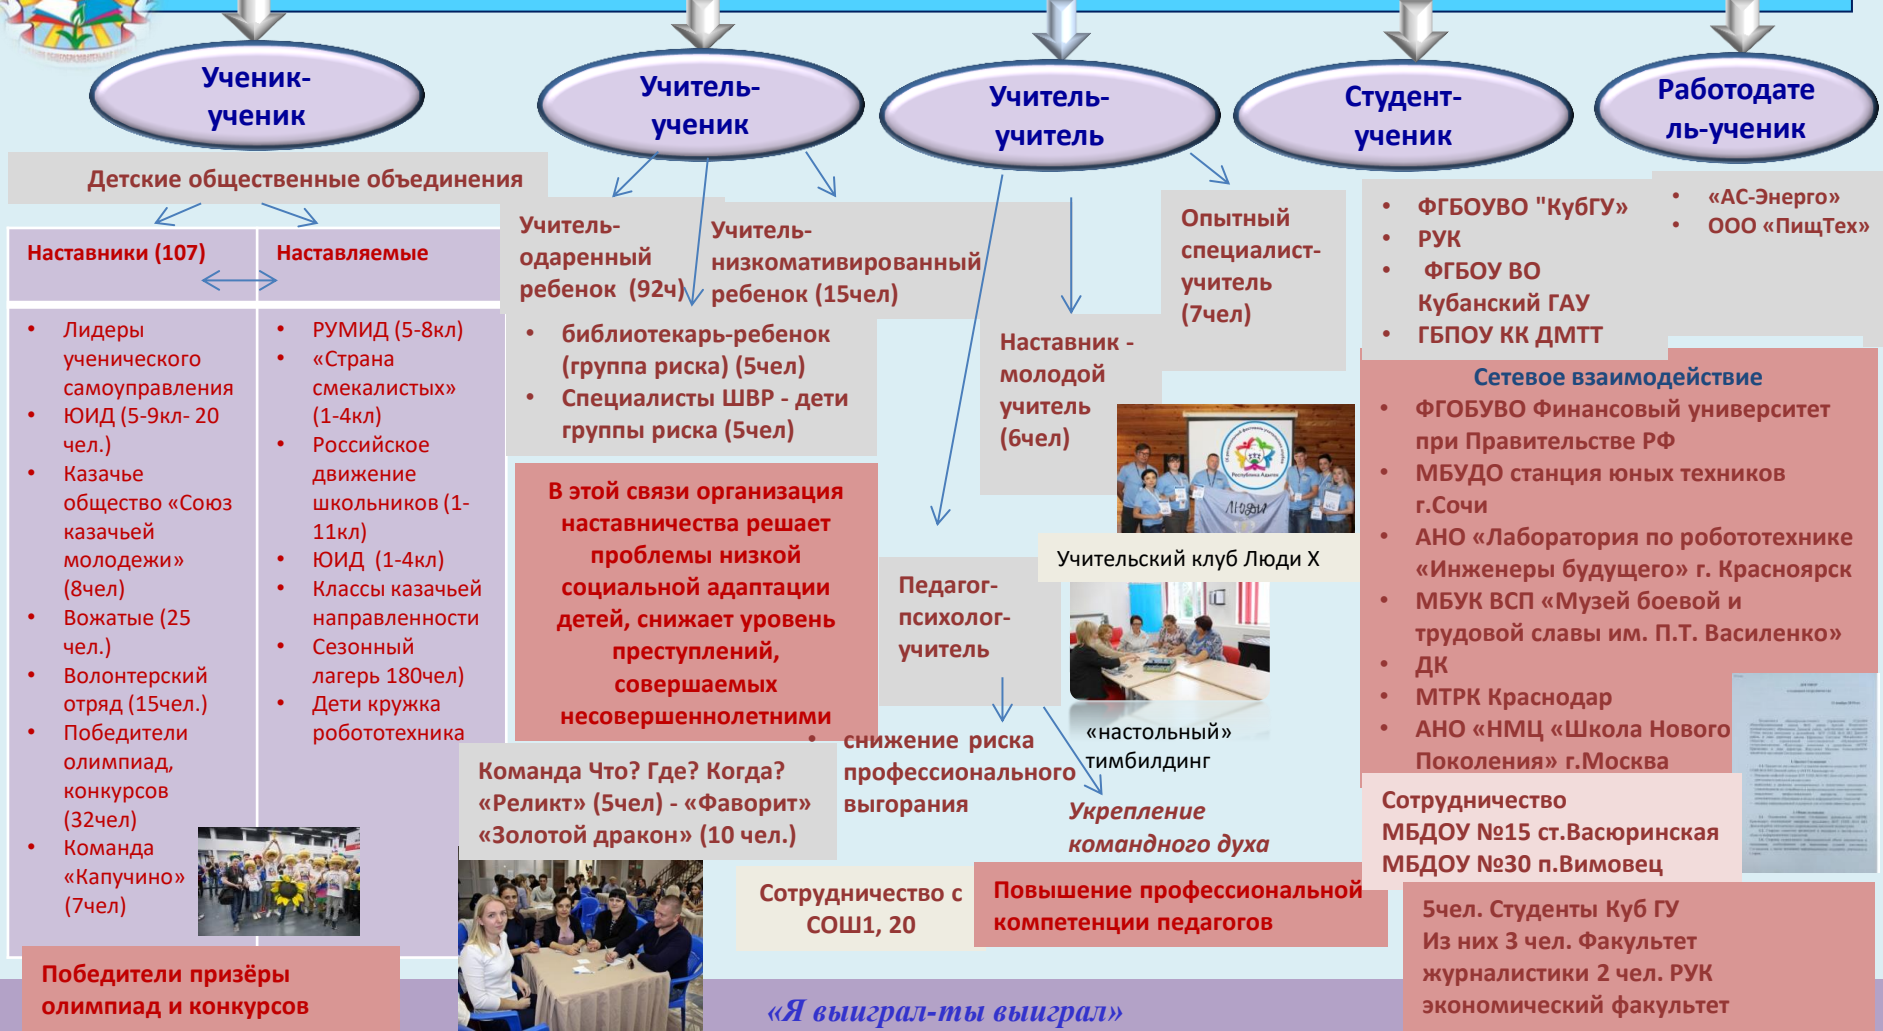 Ученик-
ученик
Учитель-
ученик
Учитель-
учитель
Студент-
ученик
Работодате
ль-ученик
Детские общественные объединения
Наставники (107)
Наставляемые
• Лидеры
ученического
самоуправления
• ЮИД (5-9кл- 20
чел.)
• Казачье
общество «Союз
казачьей
молодежи»
(8чел)
• Вожатые (25
чел.)
• Волонтерский
отряд (15чел.)
• Победители
олимпиад,
конкурсов
(32чел)
• Команда
«Капучино»
(7чел)
• РУМИД (5-8кл)
• «Страна
смекалистых»
(1-4кл)
• Российское
движение
школьников (1-
11кл)
• ЮИД (1-4кл)
• Классы казачьей
направленности
• Сезонный
лагерь 180чел)
• Дети кружка
робототехника
Победители призёры
олимпиад и конкурсов
Учитель-
одаренный
ребенок (92ч)
Учитель-
низкомативированный
ребенок (15чел)
• библиотекарь-ребенок
(группа риска) (5чел)
• Специалисты ШВР - дети
группы риска (5чел)
В этой связи организация
наставничества решает
проблемы низкой
социальной адаптации
детей, снижает уровень
преступлений,
совершаемых
несовершеннолетними
Команда Что? Где? Когда?
«Реликт» (5чел) - «Фаворит»
«Золотой дракон» (10 чел.)
Опытный
специалист-
учитель
(7чел)
Наставник -
молодой
учитель
(6чел)
ЛЮДИ
Республика Адыгея
Учительский клуб Люди Х
Педагог-
психолог-
учитель
«настольный»
тимбилдинг
• снижение риска
профессионального
выгорания
Укрепление
командного духа
Сотрудничество с
СОШ1, 20
Повышение профессиональной
компетенции педагогов
• ФГБОУВО "КубГУ»
• РУК
• ФГБОУ ВО
Кубанский ГАУ
• ГБПОУ КК ДМТТ
• «АС-Энерго»
• ООО «ПищТех»
Сетевое взаимодействие
• ФГОБУВО Финансовый университет
при Правительстве РФ
• МБУДО станция юных техников
г.Сочи
• АНО «Лаборатория по робототехнике
«Инженеры будущего» г. Красноярск
• МБУК ВСП «Музей боевой и
трудовой славы им. П.Т. Василенко»
• ДК
• МТРК Краснодар
• АНО «НМЦ «Школа Нового
Поколения» г.Москва
Сотрудничество
МБДОУ №15 ст.Васюринская
МБДОУ №30 п.Вимовец
5чел. Студенты Куб ГУ
Из них 3 чел. Факультет
журналистики 2 чел. РУК
экономический факультет
«Я выиграл-ты выиграл»